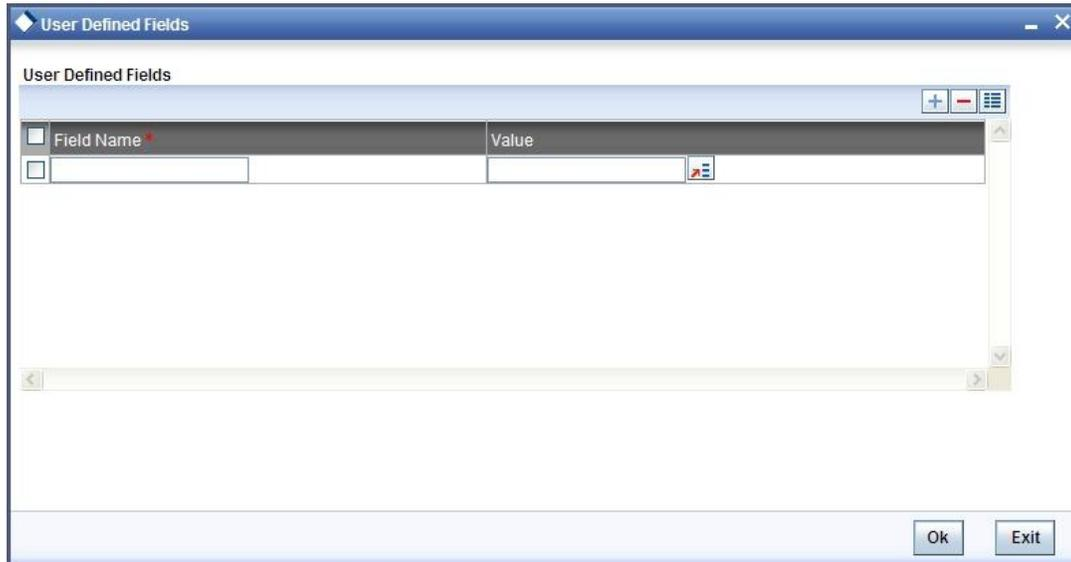 User Defined Fields
User Defined Fields
Field Name * Value
Ok Exit